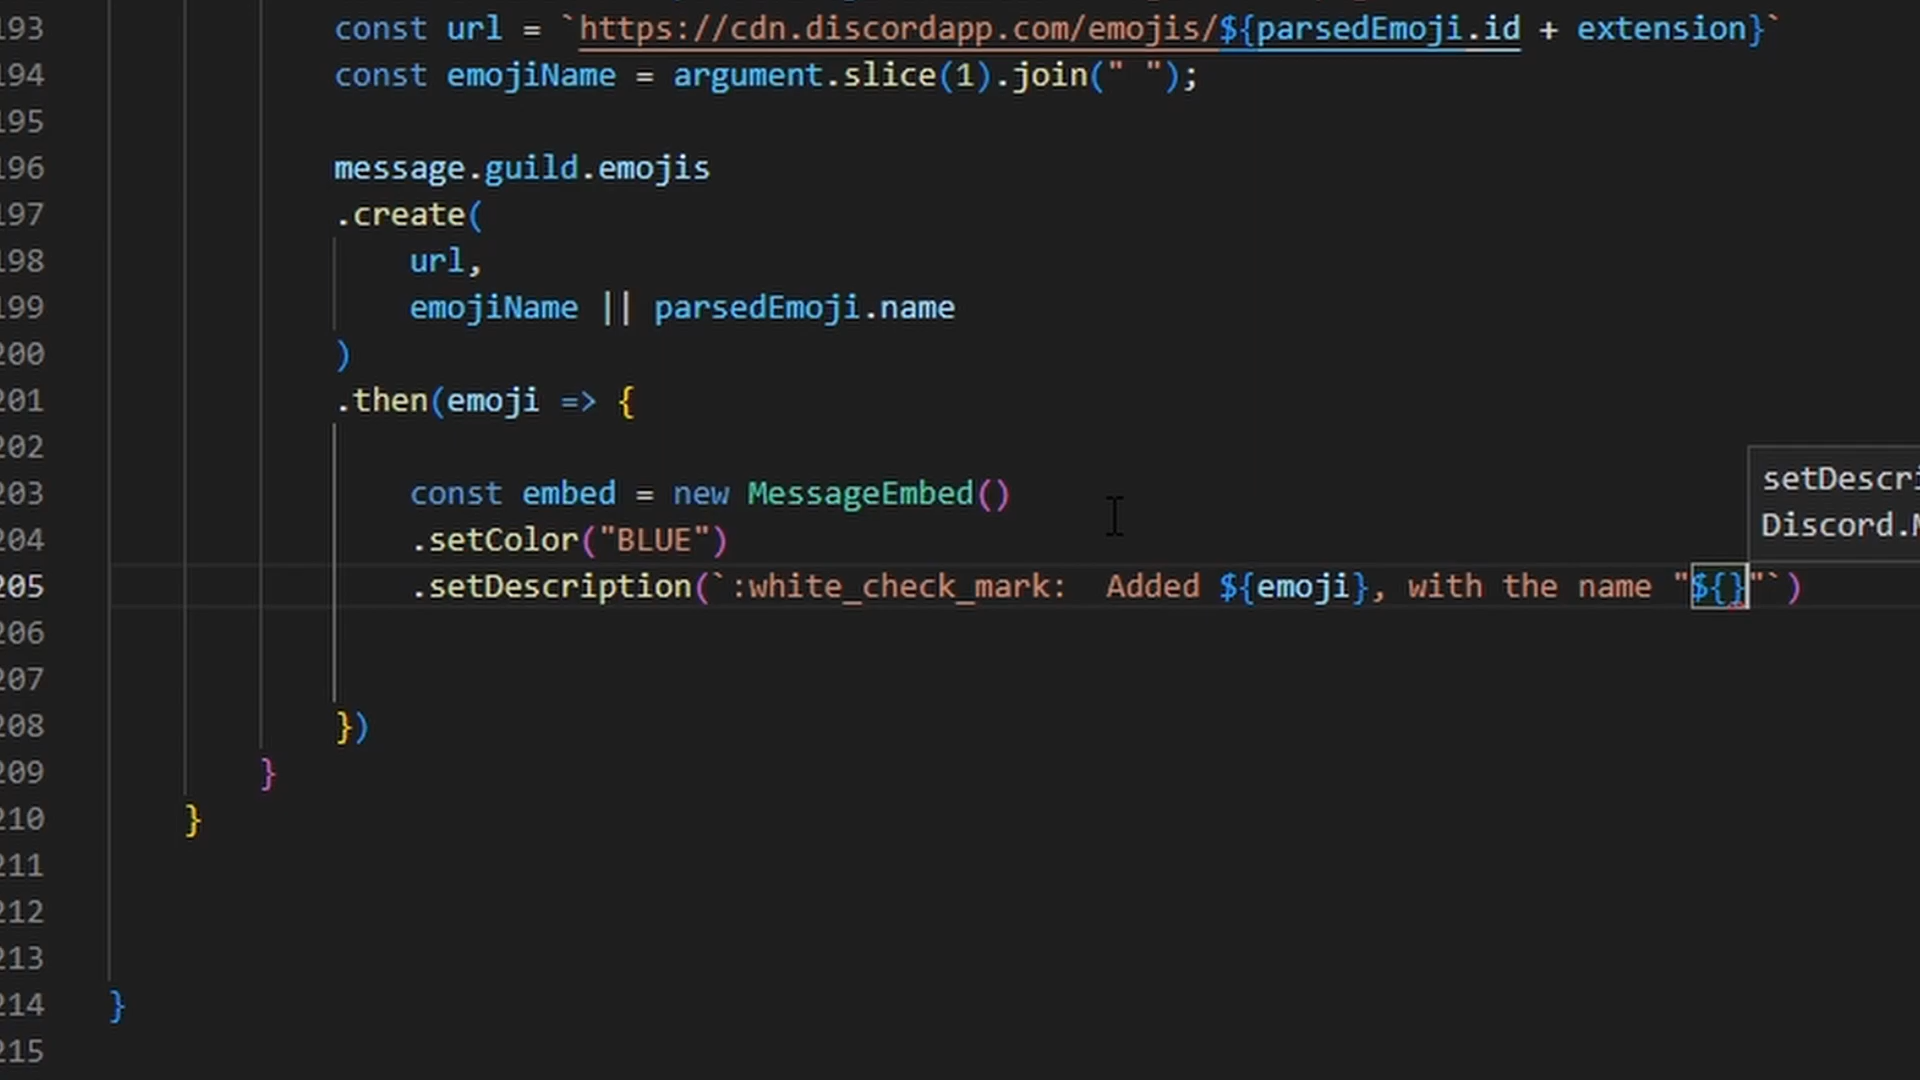 193 const url = `https://cdn.discordapp.com/emojis/${parsedEmoji.id + extension}`
194 const emojiName = argument.slice(1).join(" ");
195
196 message.guild.emojis
197 .create(
198 url,
199 emojiName || parsedEmoji.name
200 )
201 .then(emoji => {
202
203 const embed = new MessageEmbed()
204 .setColor("BLUE")
setDescri
Discord.M
205 .setDescription(`:white_check_mark:  Added ${emoji}, with the name "${}"`)
206
207
208 })
209 }
210 }
211
212
213
214 }
215